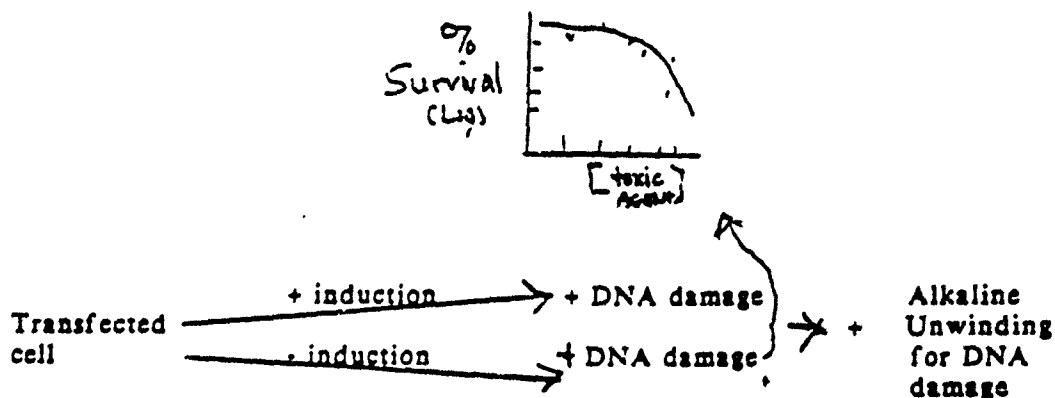 %
Survival
(Log)
[toxic
AGENT]
+ induction
+ DNA damage
Transfected
cell
- induction
+ DNA damage
+
Alkaline
Unwinding
for DNA
damage